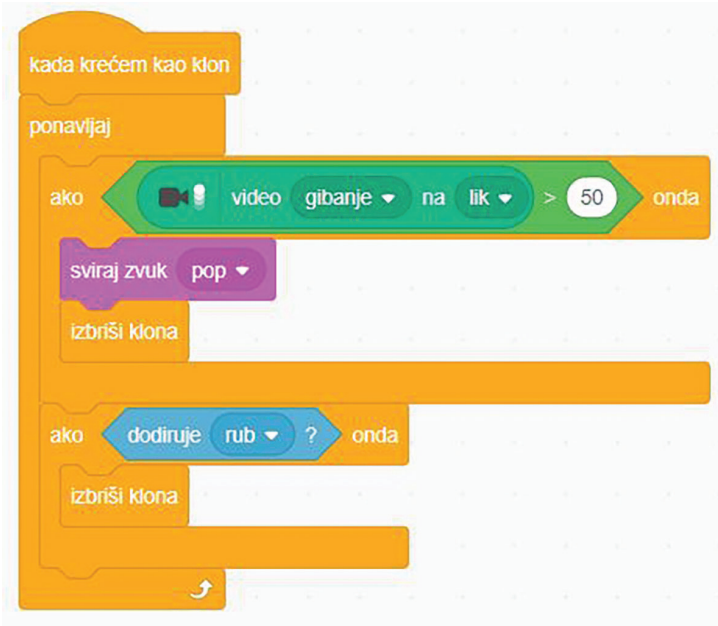 kada krećem kao klon
ponavljaj
ako video gibanje na lik > 50 onda
sviraj zvuk pop
izbriši klona
ako dodiruje rub ? onda
izbriši klona